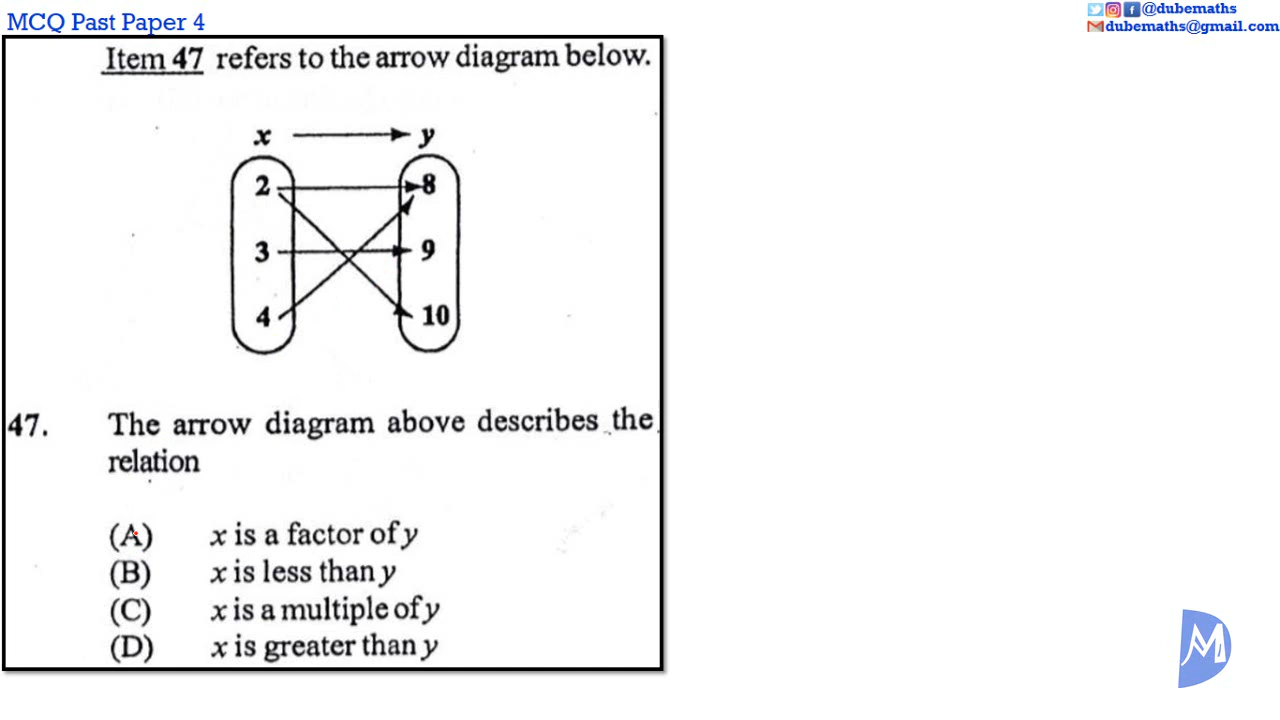 MCQ Past Paper 4
@dubemaths
dubemaths@gmail.com
Item 47 refers to the arrow diagram below.
x y
2 8
3 9
4 10
47. The arrow diagram above describes the
relation
(A) x is a factor of y
(B) x is less than y
(C) x is a multiple of y
(D) x is greater than y
M